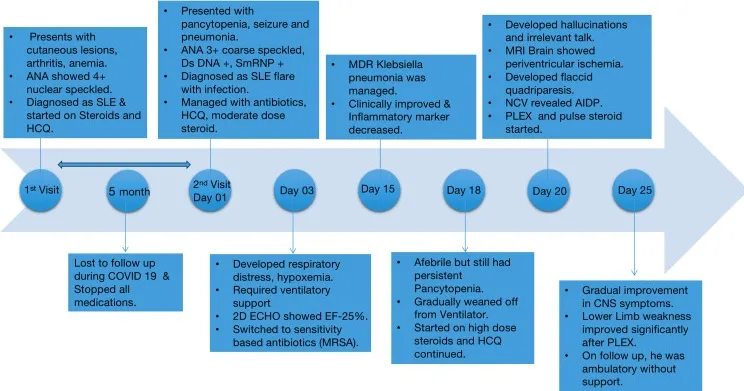 • Presents with
cutaneous lesions,
arthritis, anemia.
• ANA showed 4+
nuclear speckled.
• Diagnosed as SLE &
started on Steroids and
HCQ.
• Presented with
pancytopenia, seizure and
pneumonia.
• ANA 3+ coarse speckled,
Ds DNA +, SmRNP +
• Diagnosed as SLE flare
with infection.
• Managed with antibiotics,
HCQ, moderate dose
steroid.
• MDR Klebsiella
pneumonia was
managed.
• Clinically improved &
Inflammatory marker
decreased.
• Developed hallucinations
and irrelevant talk.
• MRI Brain showed
periventricular ischemia.
• Developed flaccid
quadriparesis.
• NCV revealed AIDP.
• PLEX and pulse steroid
started.
1st Visit
5 month
2nd Visit
Day 01
Day 03
Day 15
Day 18
Day 20
Day 25
Lost to follow up
during COVID 19 &
Stopped all
medications.
• Developed respiratory
distress, hypoxemia.
• Required ventilatory
support
• 2D ECHO showed EF-25%.
• Switched to sensitivity
based antibiotics (MRSA).
• Afebrile but still had
persistent
Pancytopenia.
• Gradually weaned off
from Ventilator.
• Started on high dose
steroids and HCQ
continued.
• Gradual improvement
in CNS symptoms.
• Lower Limb weakness
improved significantly
after PLEX.
• On follow up, he was
ambulatory without
support.